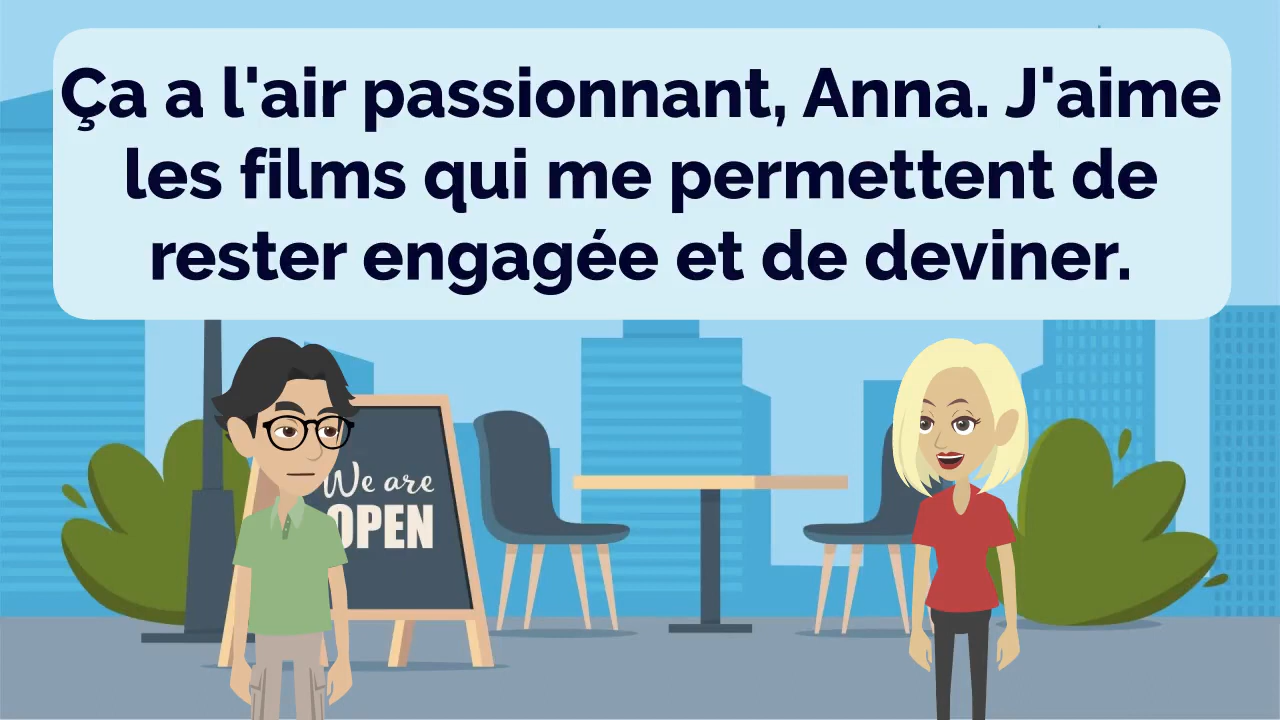 Ça a l'air passionnant, Anna. J'aime
les films qui me permettent de
rester engagée et de deviner.
We are
OPEN